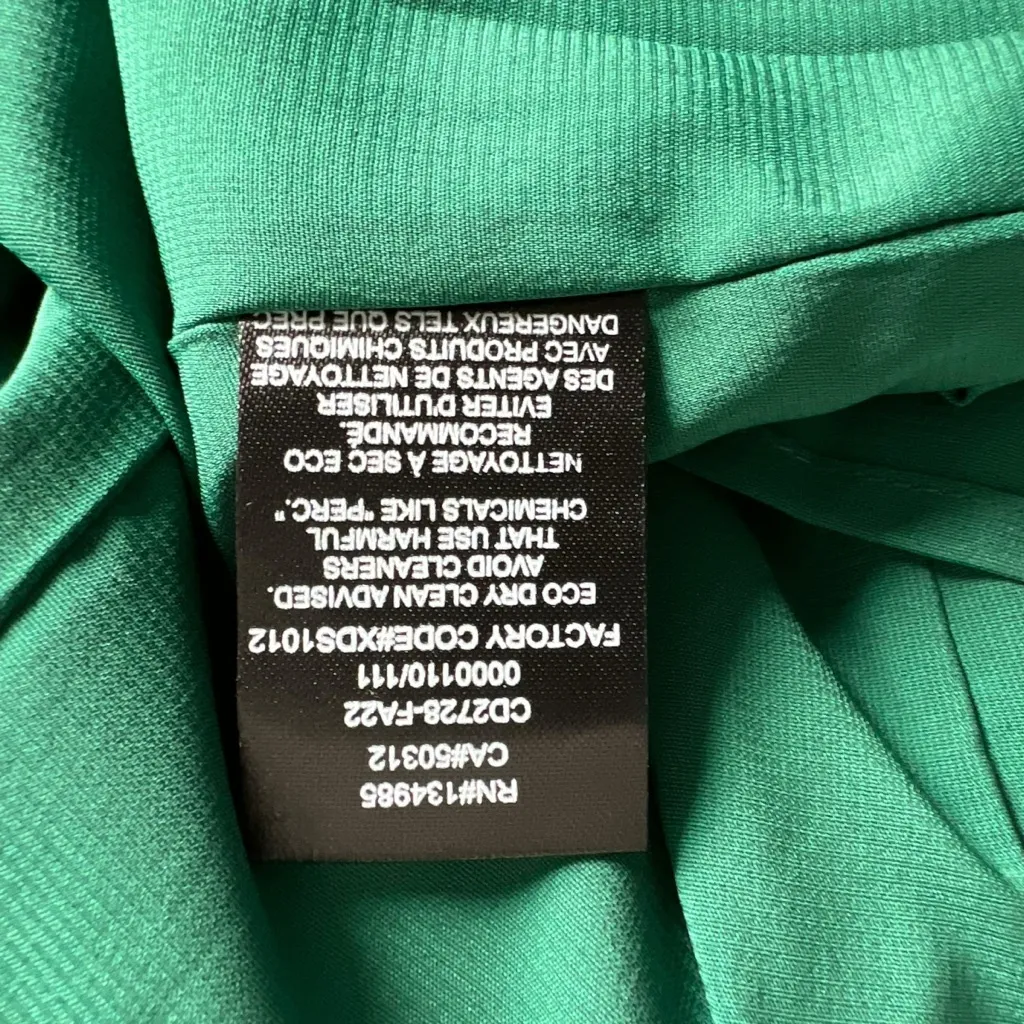 DANGEREUX TELS QUE PREC
AVEC PRODUITS CHIMIQUES
DES AGENTS DE NETTOYAGE
EVITER D'UTILISER
RECOMMANDÉ.
NETTOYAGE À SEC ECO
CHEMICALS LIKE "PERC."
THAT USE HARMFUL
AVOID CLEANERS
ECO DRY CLEAN ADVISED.
FACTORY CODE#XDS1012
0000110/111
CD2728-FA22
CA#50312
RN#134985